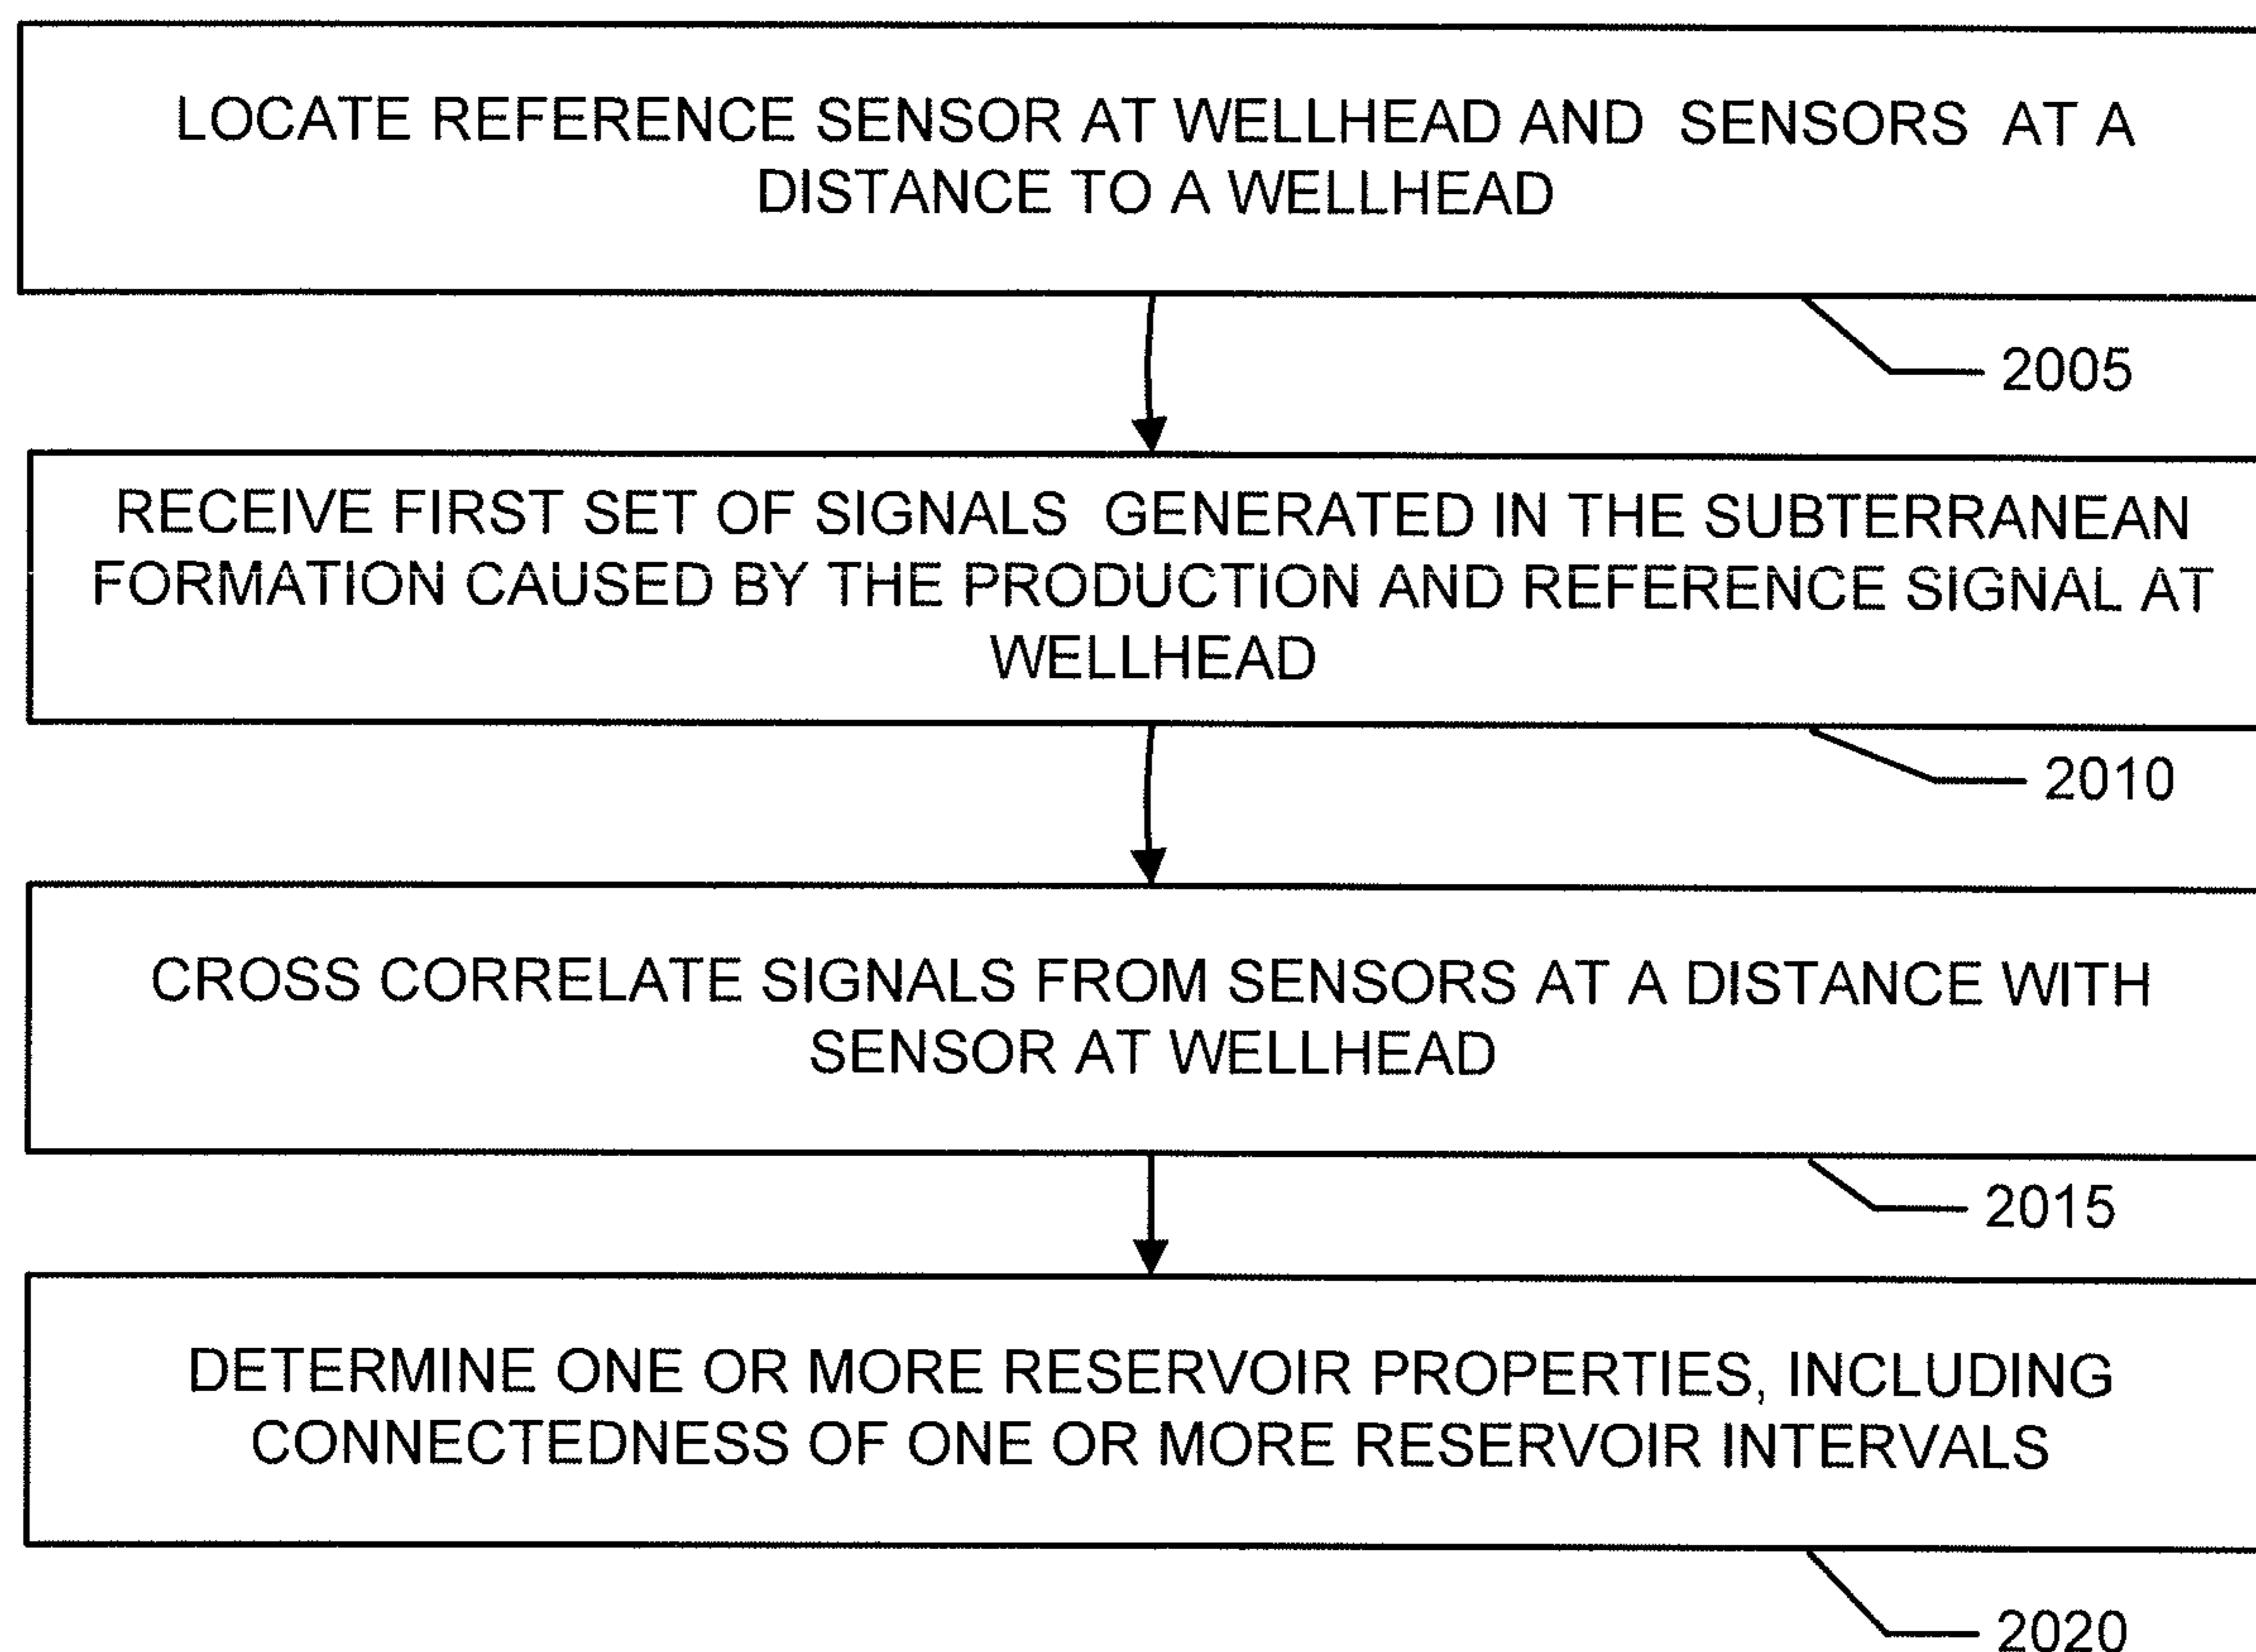 LOCATE REFERENCE SENSOR AT WELLHEAD AND SENSORS AT A
DISTANCE TO A WELLHEAD
2005
RECEIVE FIRST SET OF SIGNALS GENERATED IN THE SUBTERRANEAN
FORMATION CAUSED BY THE PRODUCTION AND REFERENCE SIGNAL AT
WELLHEAD
2010
CROSS CORRELATE SIGNALS FROM SENSORS AT A DISTANCE WITH
SENSOR AT WELLHEAD
2015
DETERMINE ONE OR MORE RESERVOIR PROPERTIES, INCLUDING
CONNECTEDNESS OF ONE OR MORE RESERVOIR INTERVALS
2020